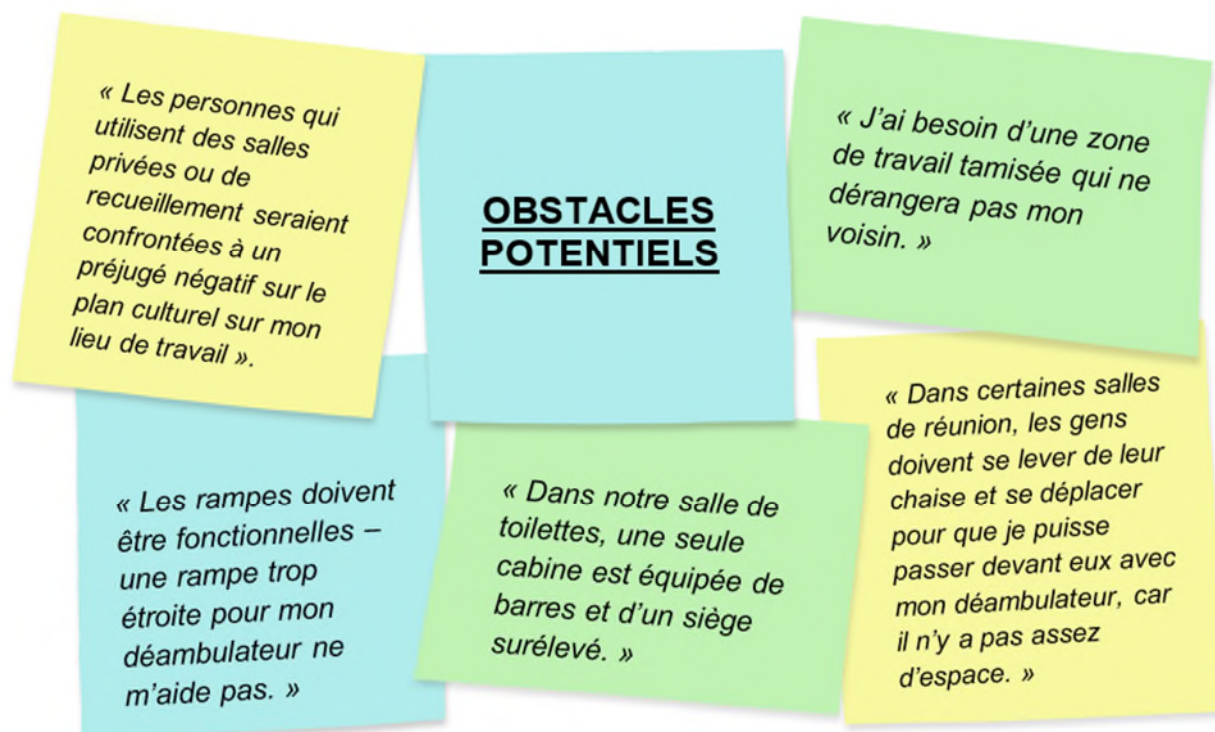 « Les personnes qui
utilisent des salles
privées ou de
recueillement seraient
confrontées à un
préjugé négatif sur le
plan culturel sur mon
lieu de travail ».
OBSTACLES
POTENTIELS
« J’ai besoin d’une zone
de travail tamisée qui ne
dérangera pas mon
voisin. »
« Les rampes doivent
être fonctionnelles –
une rampe trop
étroite pour mon
déambulateur ne
m’aide pas. »
« Dans notre salle de
toilettes, une seule
cabine est équipée de
barres et d’un siège
surélevé. »
« Dans certaines salles
de réunion, les gens
doivent se lever de leur
chaise et se déplacer
pour que je puisse
passer devant eux avec
mon déambulateur, car
il n'y a pas assez
d’espace. »